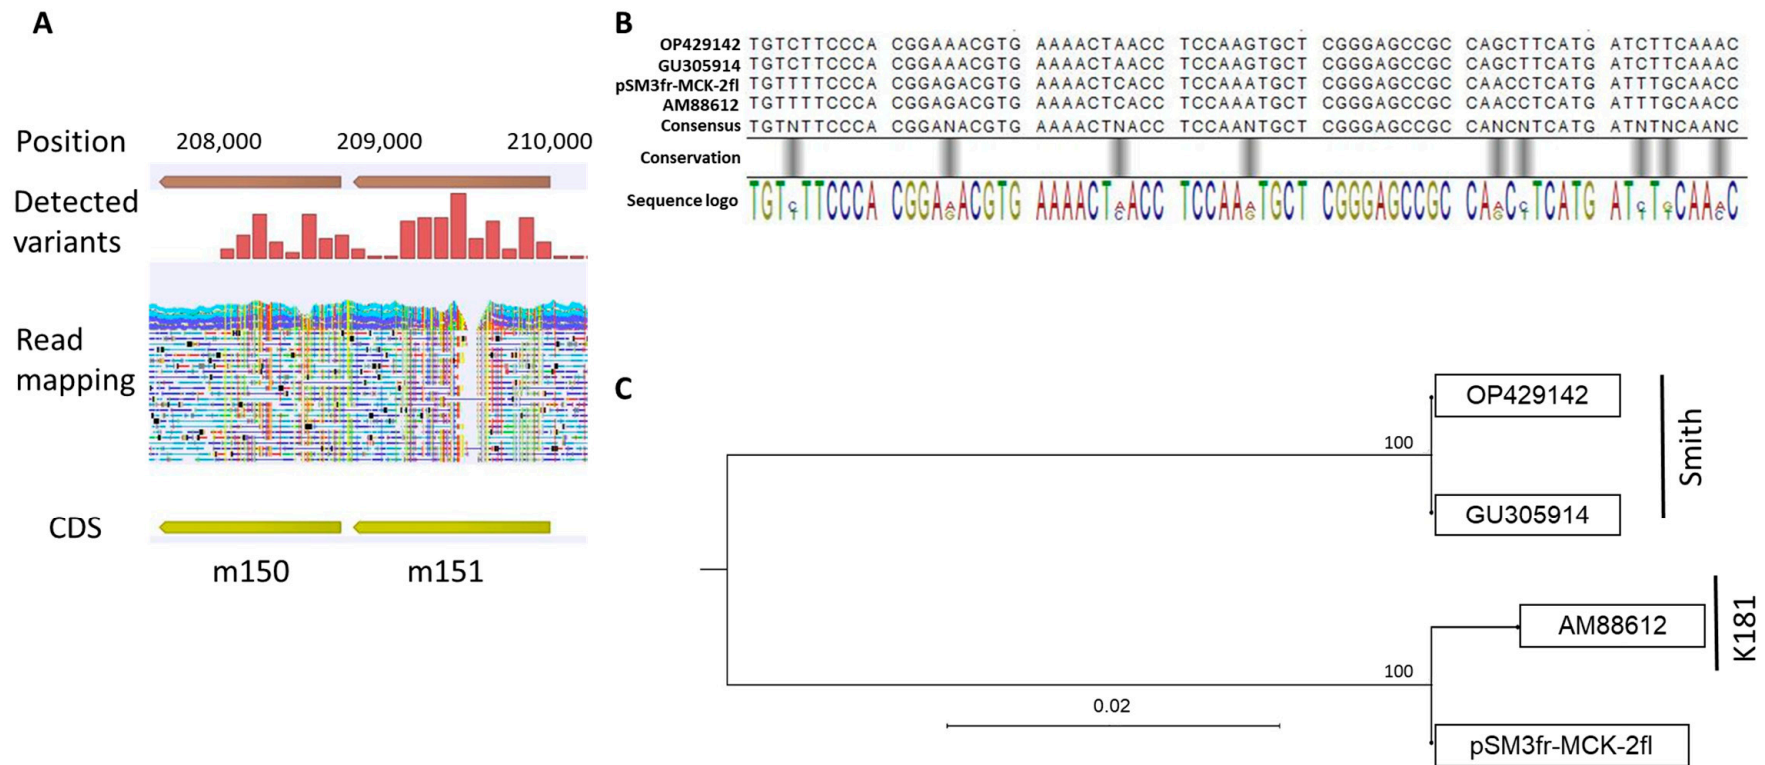 A
Position 208,000 209,000 210,000
Detected
variants
Read
mapping
CDS
m150 m151
B
OP429142 TGTCTTCCCA CGGAAACGTG AAAACTAACC TCCAAGTGCT CGGGAGCCGC CAGCTTCATG ATCTTCAAAC
GU305914 TGTCTTCCCA CGGAAACGTG AAAACTAACC TCCAAGTGCT CGGGAGCCGC CAGCTTCATG ATCTTCAAAC
pSM3fr-MCK-2fl TGTTTTCCCA CGGAGACGTG AAAACTCACC TCCAAATGCT CGGGAGCCGC CAACCTCATG ATTTGCAACC
AM88612 TGTTTTCCCA CGGAGACGTG AAAACTCACC TCCAAATGCT CGGGAGCCGC CAACCTCATG ATTTGCAACC
Consensus TGTNTTCCCA CGGANACGTG AAAACTNACC TCCAANTGCT CGGGAGCCGC CANCNTCATG ATNTNCAANC
Conservation
Sequence logo
C
OP429142
100
GU305914
Smith
AM88612
K181
100
0.02
pSM3fr-MCK-2fl